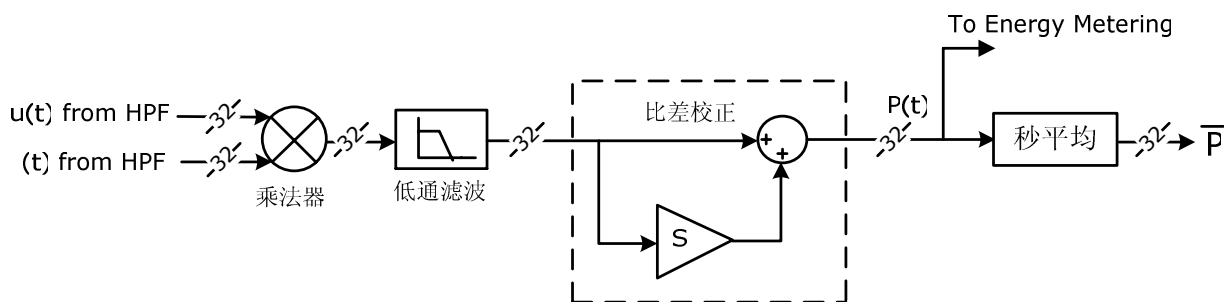 To Energy Metering
u(t) from HPF
(t) from HPF
32
32
32
32
32
32
乘法器
低通滤波
比差校正
+
+
S
P(t)
秒平均
P̅